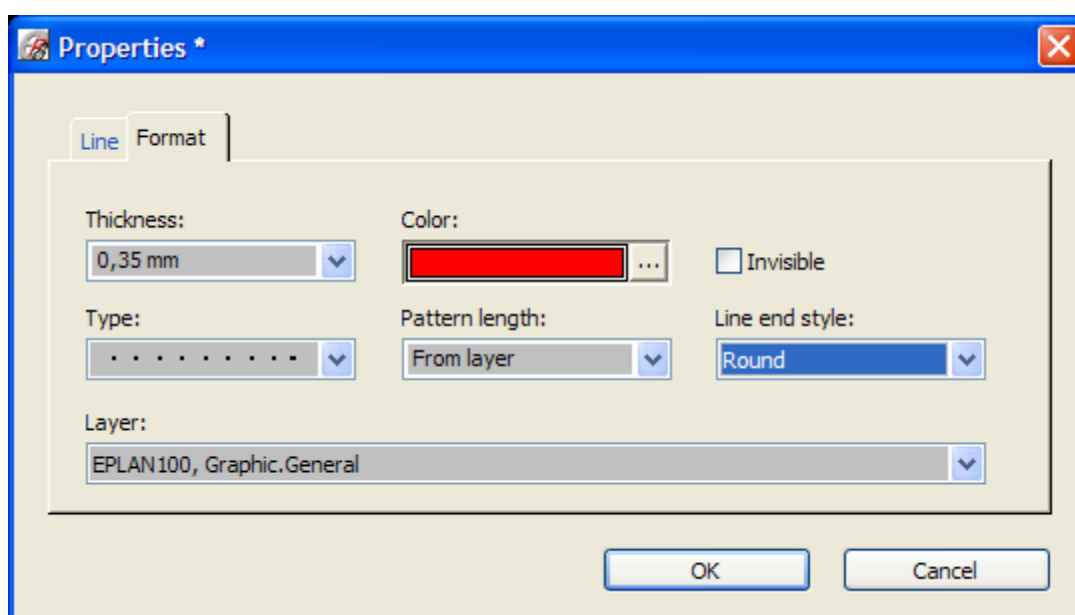 Properties *
Line Format
Thickness: Color:
0,35 mm ... Invisible
Type: Pattern length: Line end style:
From layer Round
Layer:
EPLAN100, Graphic.General
OK Cancel